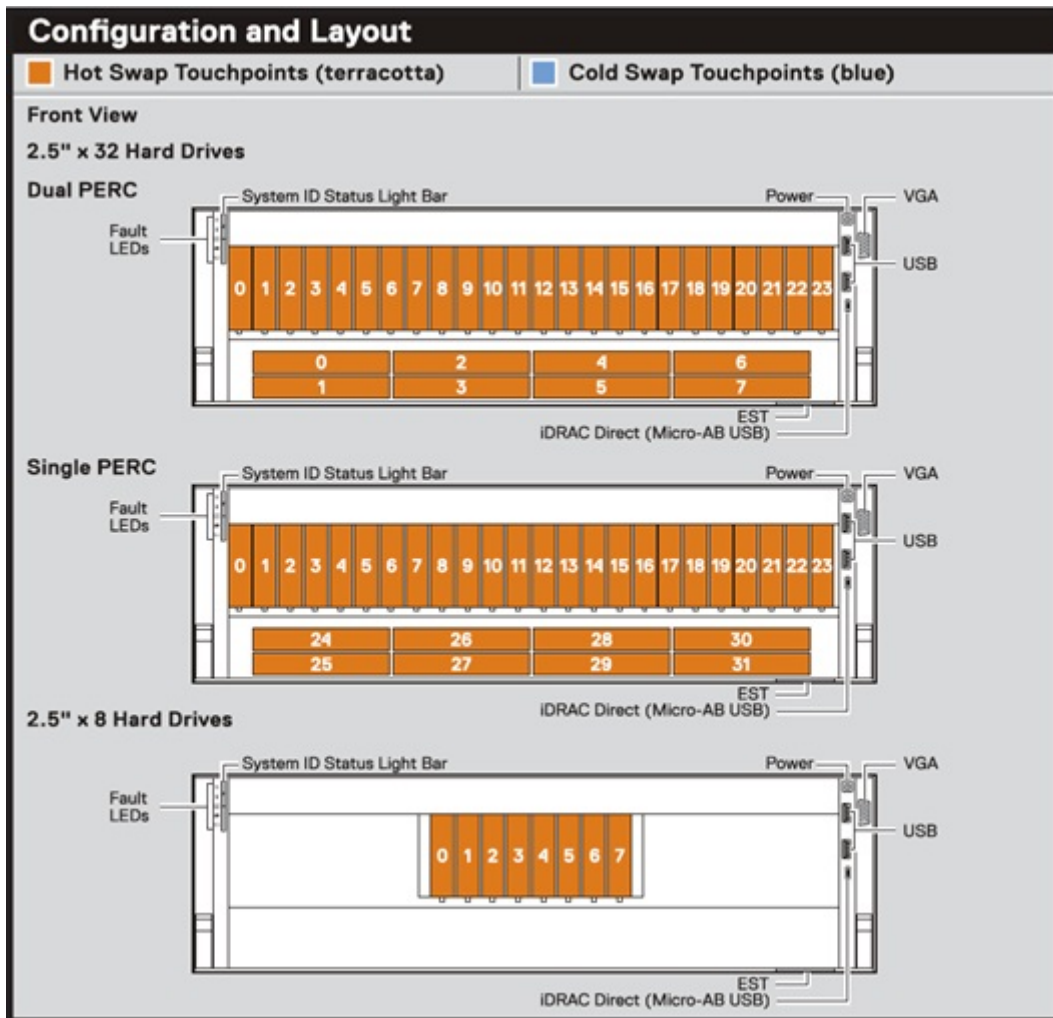 Configuration and Layout
Hot Swap Touchpoints (terracotta)
Cold Swap Touchpoints (blue)
Front View
2.5" x 32 Hard Drives
Dual PERC
System ID Status Light Bar
Power
VGA
Fault
LEDs
USB
0 1 2 3 4 5 6 7 8 9 10 11 12 13 14 15 16 17 18 19 20 21 22 23
0 2 4 6
1 3 5 7
EST
iDRAC Direct (Micro-AB USB)
Single PERC
System ID Status Light Bar
Power
VGA
Fault
LEDs
USB
0 1 2 3 4 5 6 7 8 9 10 11 12 13 14 15 16 17 18 19 20 21 22 23
24 26 28 30
25 27 29 31
EST
iDRAC Direct (Micro-AB USB)
2.5" x 8 Hard Drives
System ID Status Light Bar
Power
VGA
Fault
LEDs
USB
0 1 2 3 4 5 6 7
EST
iDRAC Direct (Micro-AB USB)